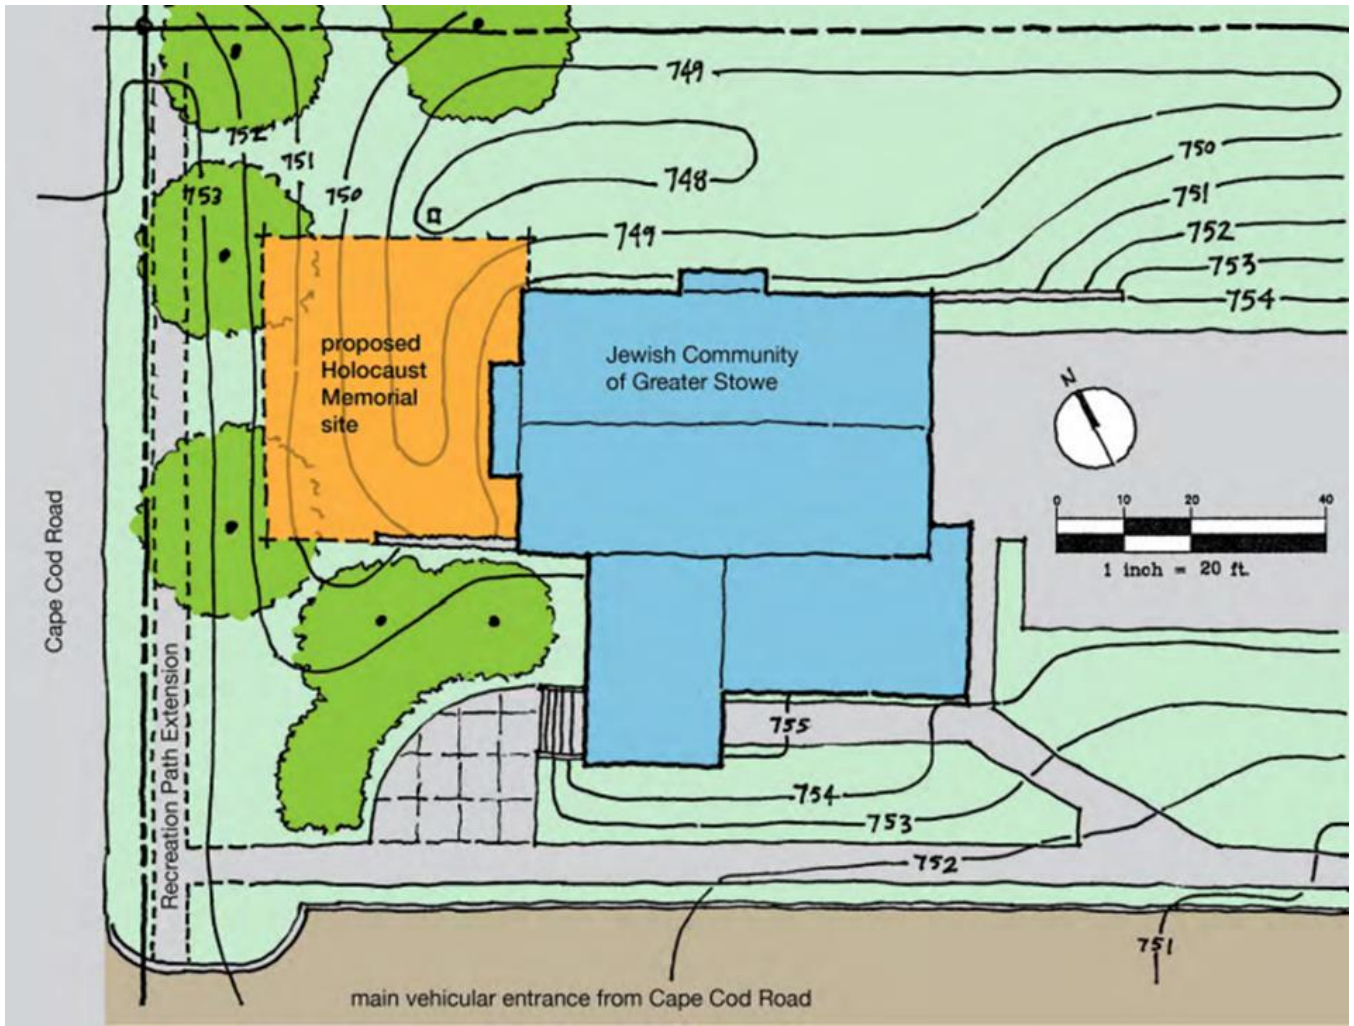 749
752
751
753
750
748
750
751
749
752
753
754
proposed
Holocaust
Memorial
site
Jewish Community
of Greater Stowe
N
0 10 20 40
1 inch = 20 ft.
Cape Cod Road
Recreation Path Extension
755
754
753
752
751
main vehicular entrance from Cape Cod Road